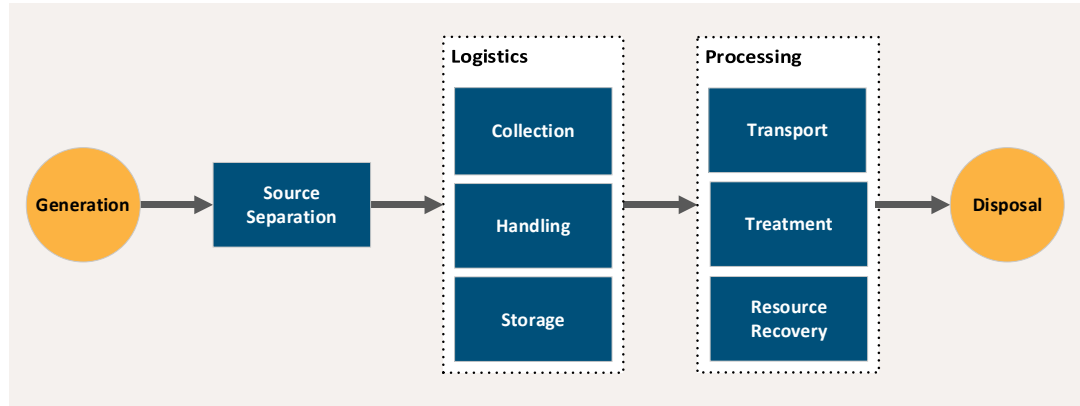 Generation
Source
Separation
Logistics
Collection
Handling
Storage
Processing
Transport
Treatment
Resource
Recovery
Disposal